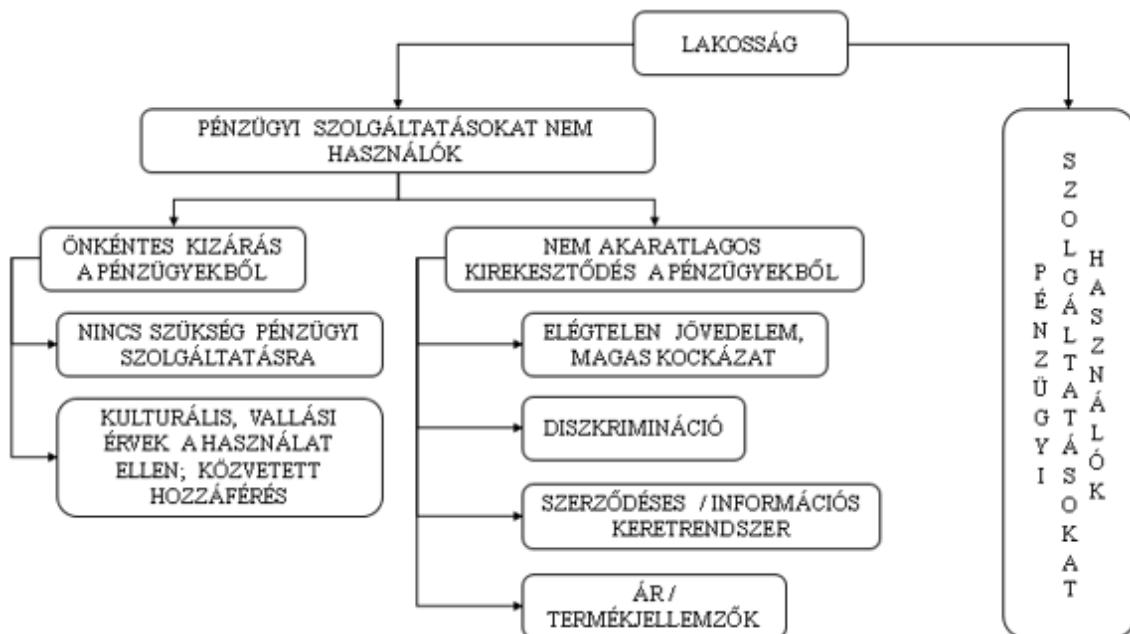 LAKOSSÁG
PÉNZÜGYI SZOLGÁLTATÁSOKAT NEM
HASZNÁLÓK
ÖNKÉNTES KIZÁRÁS
A PÉNZÜGYEKBŐL
NINCS SZÜKSÉG PÉNZÜGYI
SZOLGÁLTATÁSRA
KULTURÁLIS, VALLÁSI
ÉRVEK A HASZNÁLAT
ELLEN; KÖZVETETT
HOZZÁFÉRÉS
NEM AKARATLAGOS
KIREKESZTŐDÉS A PÉNZÜGYEKBŐL
ELÉGTELEN JÖVEDELEM,
MAGAS KOCKÁZAT
DISZKRIMINÁCIÓ
SZERZŐDÉSES / INFORMÁCIÓS
KERETRENDSZER
ÁR /
TERMÉKJELLEMZŐK
PÉNZÜGYI
SZOLGÁLTATÁSOKAT
HASZNÁLÓK